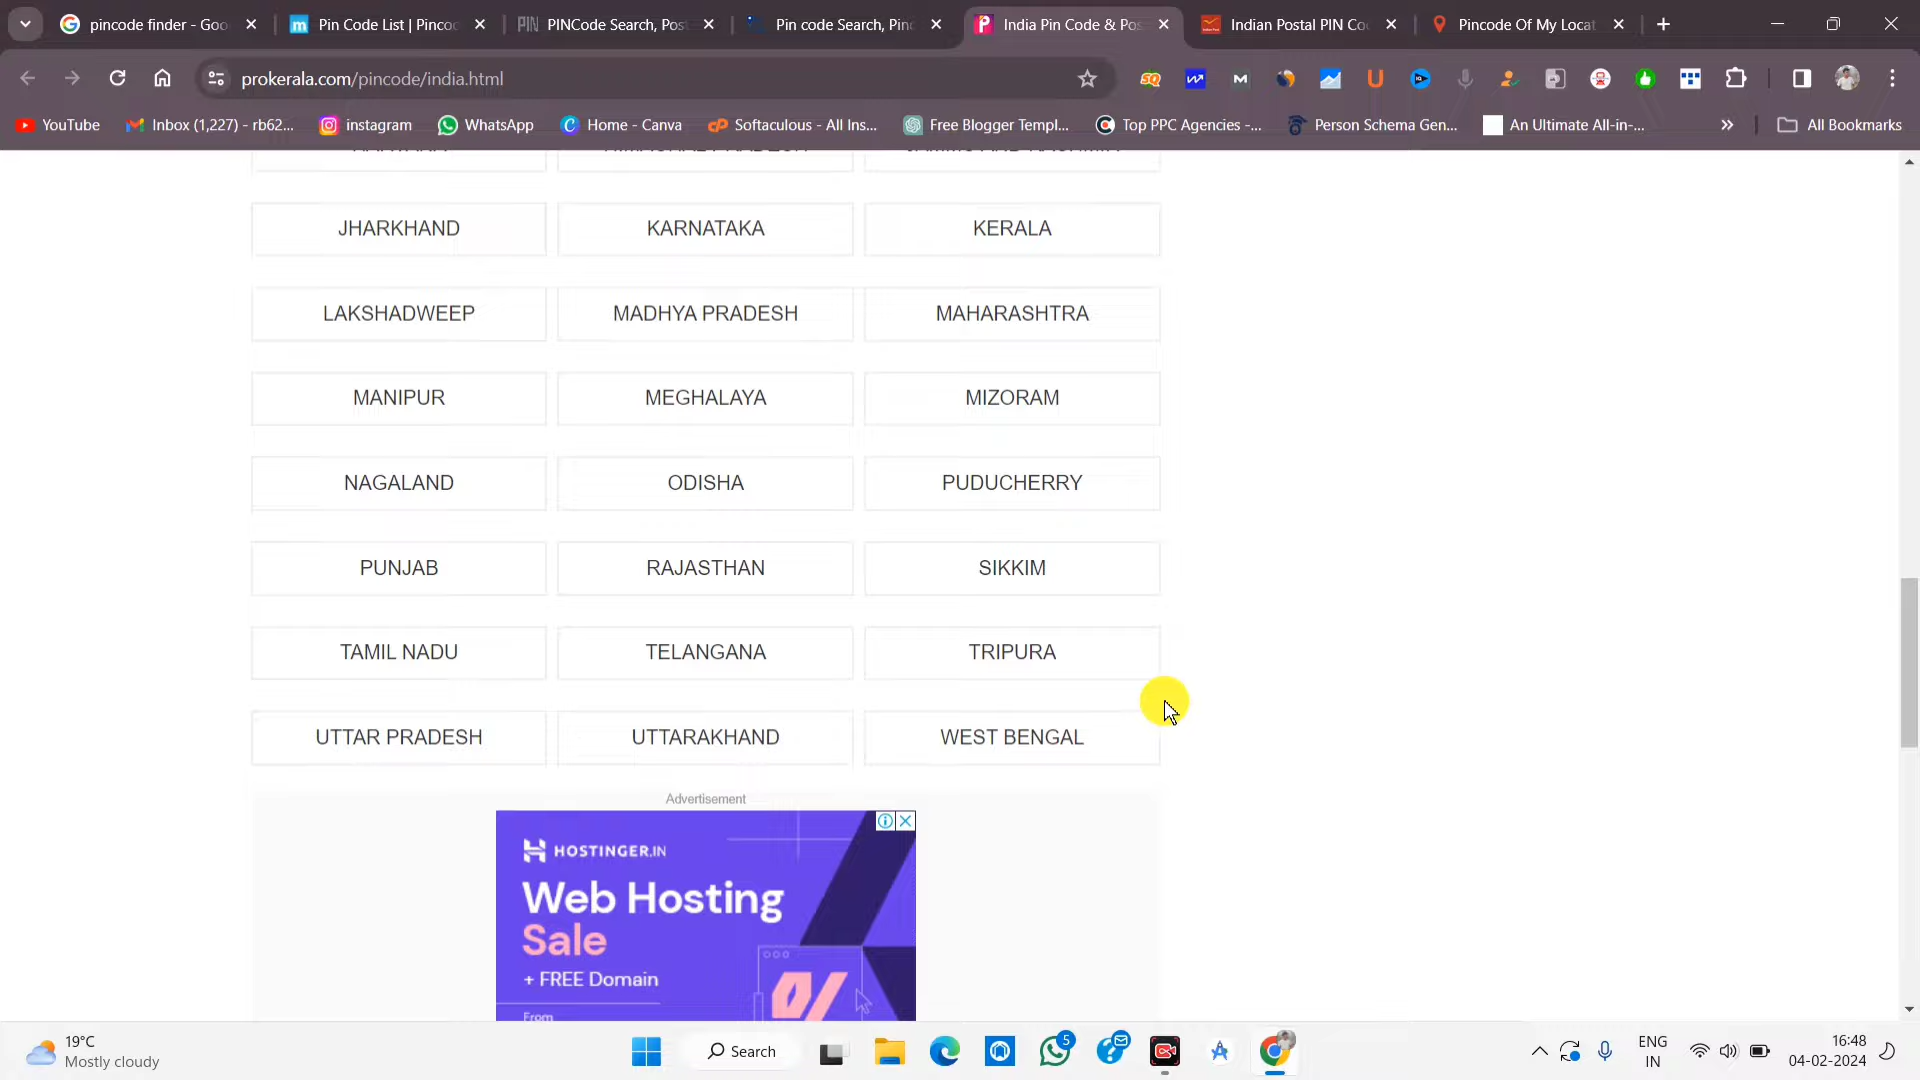 pincode finder - Goo
Pin Code List | Pincod
PINCode Search, Post
Pin code Search, Pinc
India Pin Code & Pos
Indian Postal PIN Co
Pincode Of My Locat
prokerala.com/pincode/india.html
YouTube
Inbox (1,227) - rb62...
instagram
WhatsApp
Home - Canva
Softaculous - All Ins...
Free Blogger Templ...
Top PPC Agencies -...
Person Schema Gen...
An Ultimate All-in-...
All Bookmarks
JHARKHAND
KARNATAKA
KERALA
LAKSHADWEEP
MADHYA PRADESH
MAHARASHTRA
MANIPUR
MEGHALAYA
MIZORAM
NAGALAND
ODISHA
PUDUCHERRY
PUNJAB
RAJASTHAN
SIKKIM
TAMIL NADU
TELANGANA
TRIPURA
UTTAR PRADESH
UTTARAKHAND
WEST BENGAL
Advertisement
HOSTINGER.IN
Web Hosting
Sale
+ FREE Domain
From
19°C
Mostly cloudy
Search
5
ENG
IN
16:48
04-02-2024